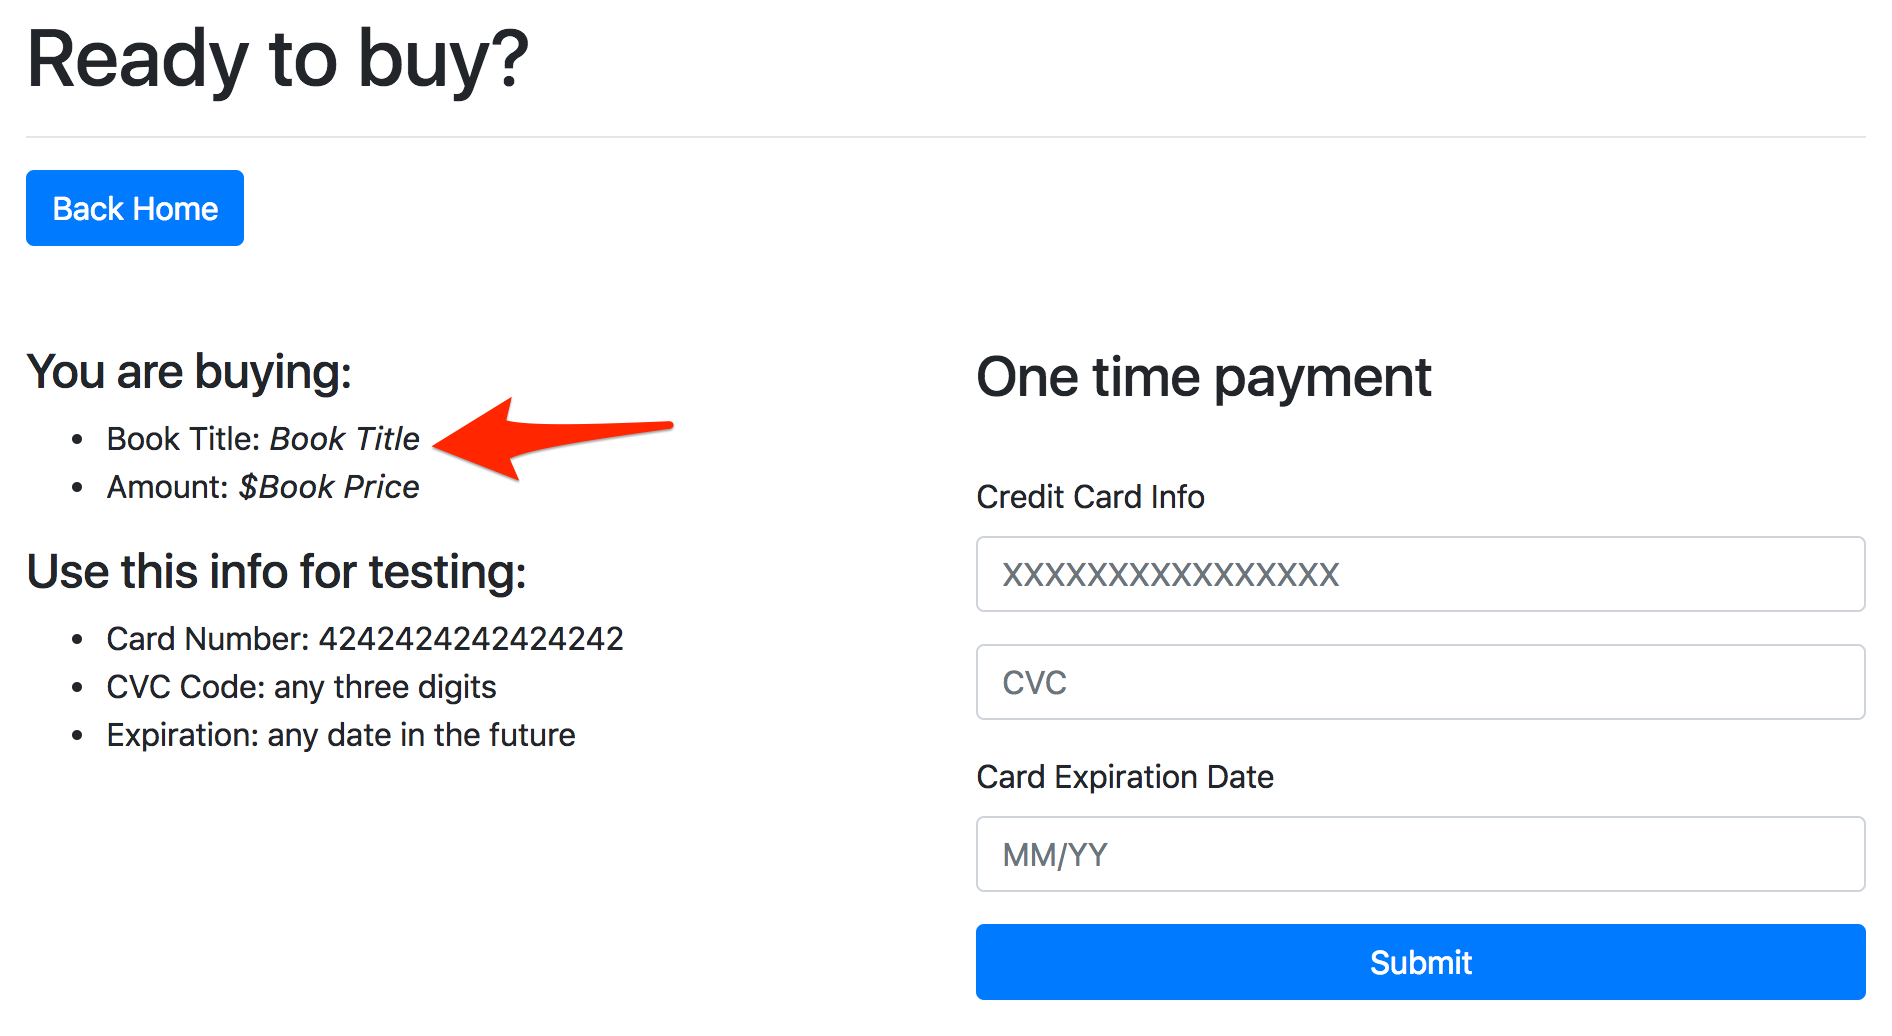 Ready to buy?
Back Home
You are buying:
Book Title: Book Title
Amount: $Book Price
Use this info for testing:
Card Number: 4242424242424242
CVC Code: any three digits
Expiration: any date in the future
One time payment
Credit Card Info
XXXXXXXXXXXXXXXX
CVC
Card Expiration Date
MM/YY
Submit